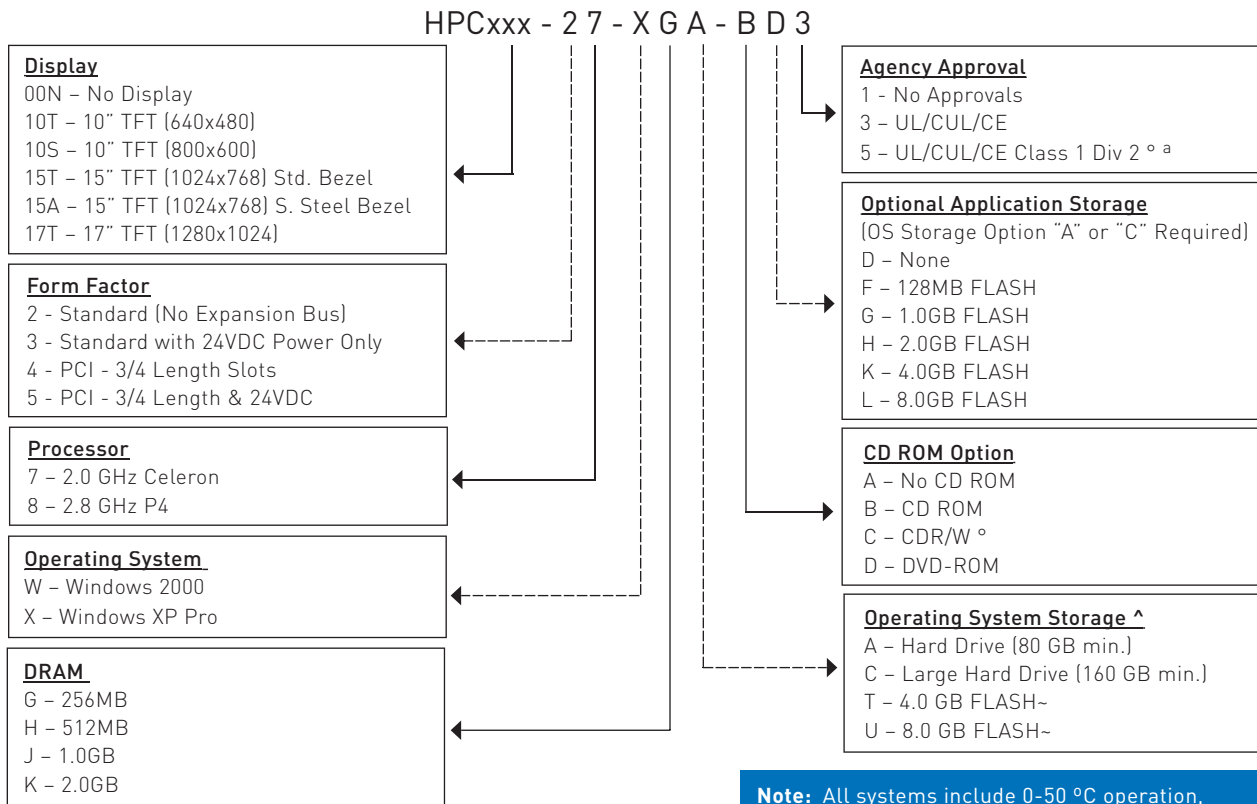 HPCxxx - 2 7 - X G A - B D 3
Display
00N – No Display
10T – 10” TFT (640x480)
10S – 10” TFT (800x600)
15T – 15” TFT (1024x768) Std. Bezel
15A – 15” TFT (1024x768) S. Steel Bezel
17T – 17” TFT (1280x1024)
Form Factor
2 - Standard (No Expansion Bus)
3 - Standard with 24VDC Power Only
4 - PCI - 3/4 Length Slots
5 - PCI - 3/4 Length & 24VDC
Processor
7 – 2.0 GHz Celeron
8 – 2.8 GHz P4
Operating System
W – Windows 2000
X – Windows XP Pro
DRAM
G – 256MB
H – 512MB
J – 1.0GB
K – 2.0GB
Agency Approval
1 - No Approvals
3 – UL/CUL/CE
5 – UL/CUL/CE Class 1 Div 2 ° ª
Optional Application Storage
(OS Storage Option “A” or “C” Required)
D – None
F – 128MB FLASH
G – 1.0GB FLASH
H – 2.0GB FLASH
K – 4.0GB FLASH
L – 8.0GB FLASH
CD ROM Option
A – No CD ROM
B – CD ROM
C – CDR/W °
D – DVD-ROM
Operating System Storage ^
A – Hard Drive (80 GB min.)
C – Large Hard Drive (160 GB min.)
T – 4.0 GB FLASH~
U – 8.0 GB FLASH~
Note: All systems include 0-50 ºC operation,